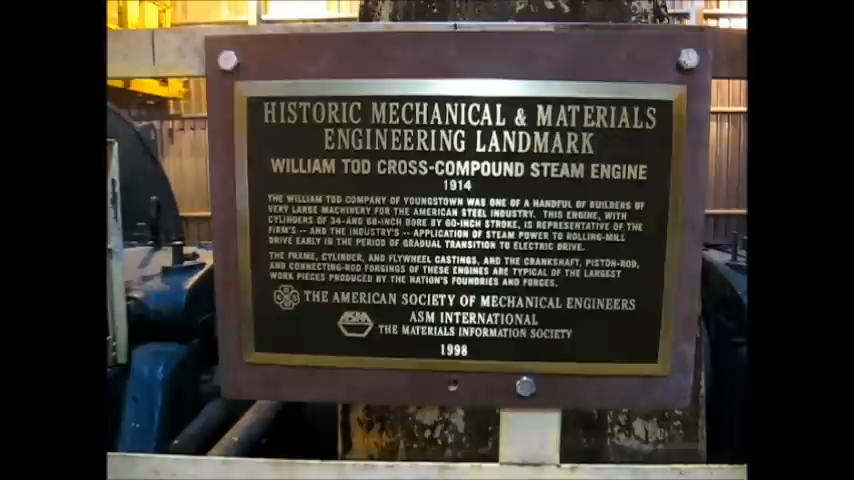 HISTORIC MECHANICAL & MATERIALS
ENGINEERING LANDMARK
WILLIAM TOD CROSS-COMPOUND STEAM ENGINE
1914
THE WILLIAM TOD COMPANY OF YOUNGSTOWN WAS ONE OF A HANDFUL OF BUILDERS OF
VERY LARGE MACHINERY FOR THE AMERICAN STEEL INDUSTRY. THIS ENGINE, WITH
CYLINDERS OF 34-AND 68-INCH BORE BY 60-INCH STROKE, IS REPRESENTATIVE OF THE
FIRM'S -- AND THE INDUSTRY'S -- APPLICATION OF STEAM POWER TO ROLLING-MILL
DRIVE EARLY IN THE PERIOD OF GRADUAL TRANSITION TO ELECTRIC DRIVE.
THE FRAME, CYLINDER, AND FLYWHEEL CASTINGS, AND THE CRANKSHAFT, PISTON-ROD,
AND CONNECTING-ROD FORGINGS OF THESE ENGINES ARE TYPICAL OF THE LARGEST
WORK PIECES PRODUCED BY THE NATION'S FOUNDRIES AND FORGES.
THE AMERICAN SOCIETY OF MECHANICAL ENGINEERS
ASM INTERNATIONAL
THE MATERIALS INFORMATION SOCIETY
1998